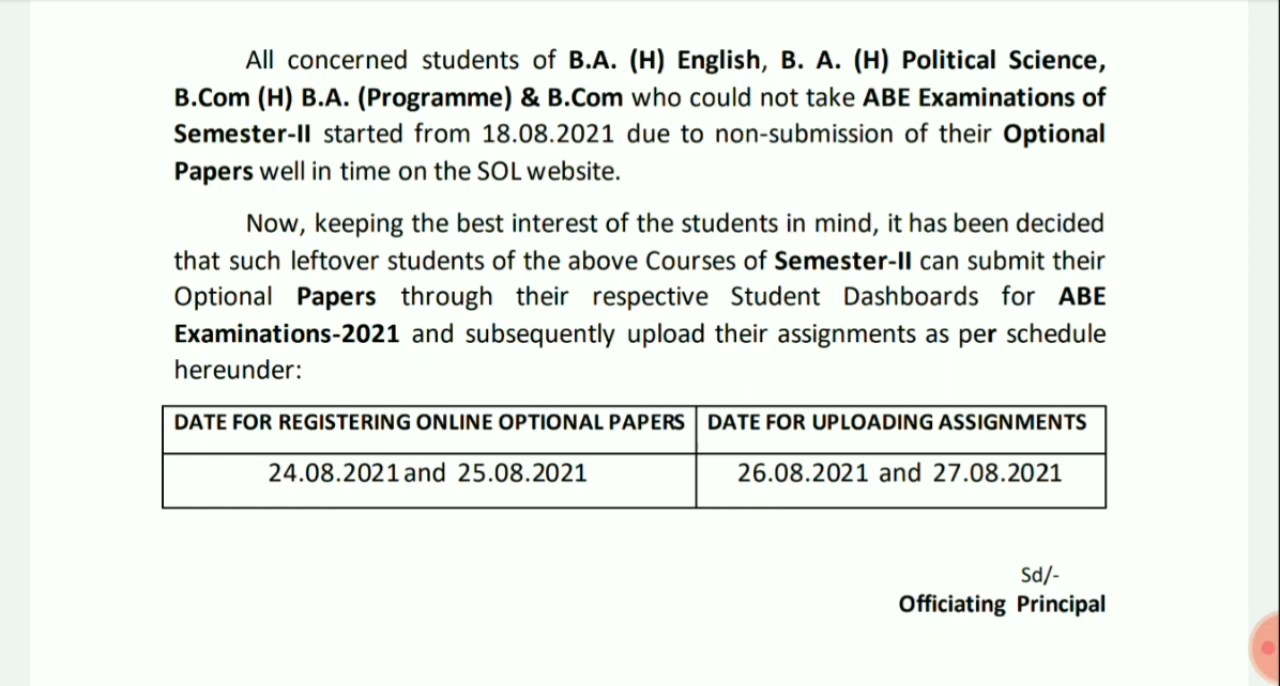 All concerned students of B.A. (H) English, B. A. (H) Political Science,
B.Com (H) B.A. (Programme) & B.Com who could not take ABE Examinations of
Semester-II started from 18.08.2021 due to non-submission of their Optional
Papers well in time on the SOL website.
Now, keeping the best interest of the students in mind, it has been decided
that such leftover students of the above Courses of Semester-II can submit their
Optional Papers through their respective Student Dashboards for ABE
Examinations-2021 and subsequently upload their assignments as per schedule
hereunder:
DATE FOR REGISTERING ONLINE OPTIONAL PAPERS DATE FOR UPLOADING ASSIGNMENTS
24.08.2021 and 25.08.2021 26.08.2021 and 27.08.2021
Sd/-
Officiating Principal